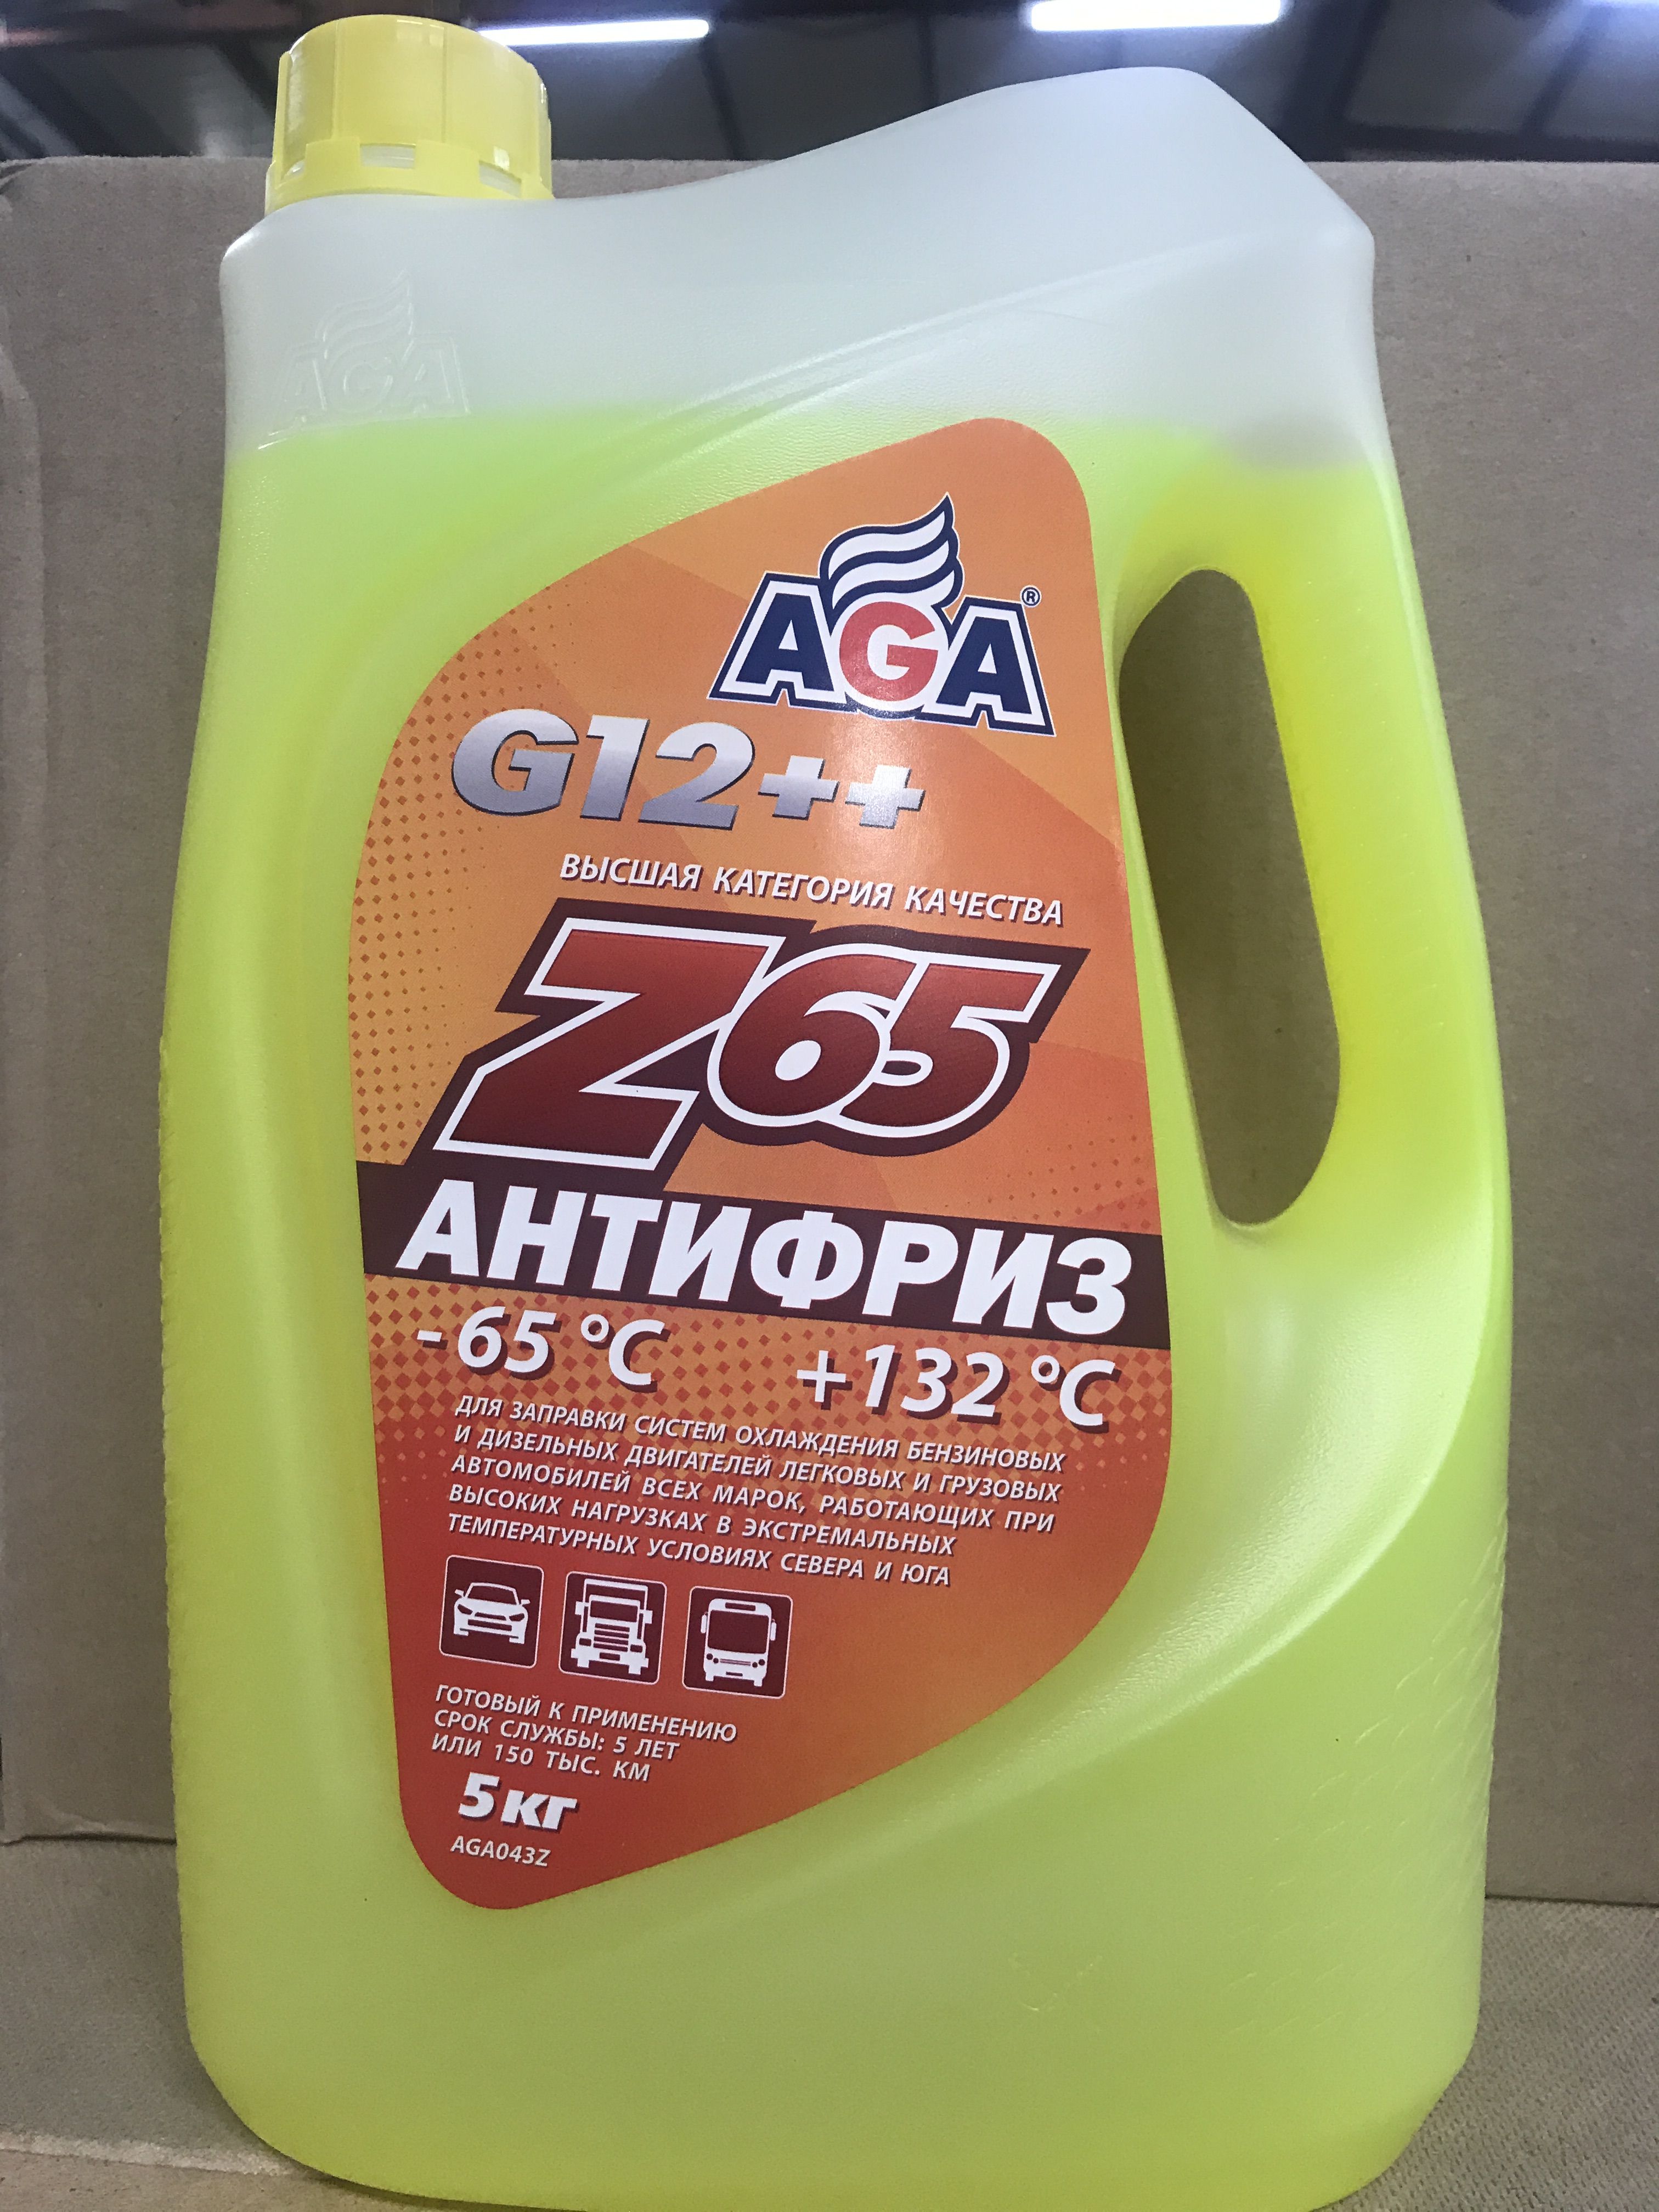 AGA
AGA®
G12++
ВЫСШАЯ КАТЕГОРИЯ КАЧЕСТВА
Z65
АНТИФРИЗ
-65 °C +132 °C
ДЛЯ ЗАПРАВКИ СИСТЕМ ОХЛАЖДЕНИЯ БЕНЗИНОВЫХ
И ДИЗЕЛЬНЫХ ДВИГАТЕЛЕЙ ЛЕГКОВЫХ И ГРУЗОВЫХ
АВТОМОБИЛЕЙ ВСЕХ МАРОК, РАБОТАЮЩИХ ПРИ
ВЫСОКИХ НАГРУЗКАХ В ЭКСТРЕМАЛЬНЫХ
ТЕМПЕРАТУРНЫХ УСЛОВИЯХ СЕВЕРА И ЮГА
ГОТОВЫЙ К ПРИМЕНЕНИЮ
СРОК СЛУЖБЫ: 5 ЛЕТ
ИЛИ 150 ТЫС. КМ
5 кг
AGA043Z